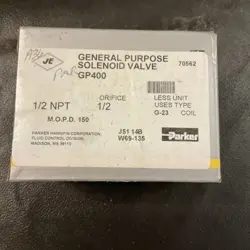 JE
GENERAL PURPOSE
SOLENOID VALVE
GP400
70562
1/2 NPT
ORIFICE
1/2
LESS UNIT
USES TYPE
G-23 COIL
M.O.P.D. 150
PARKER HANNIFIN CORPORATION
FLUID CONTROL DIVISION
MADISON, MS 39110
JS1 14B
W65-135
Parker